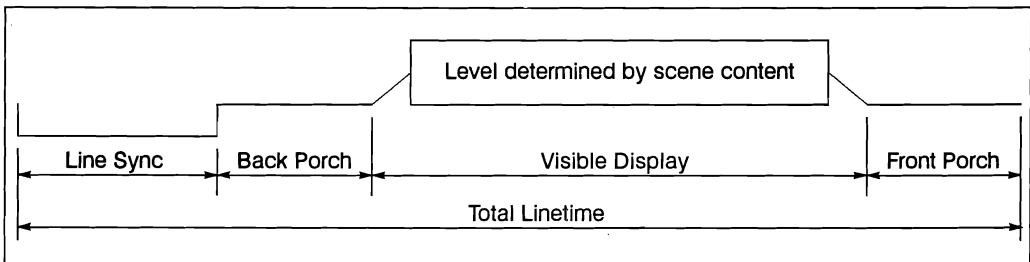 Level determined by scene content
Line Sync
Back Porch
Visible Display
Front Porch
Total Linetime